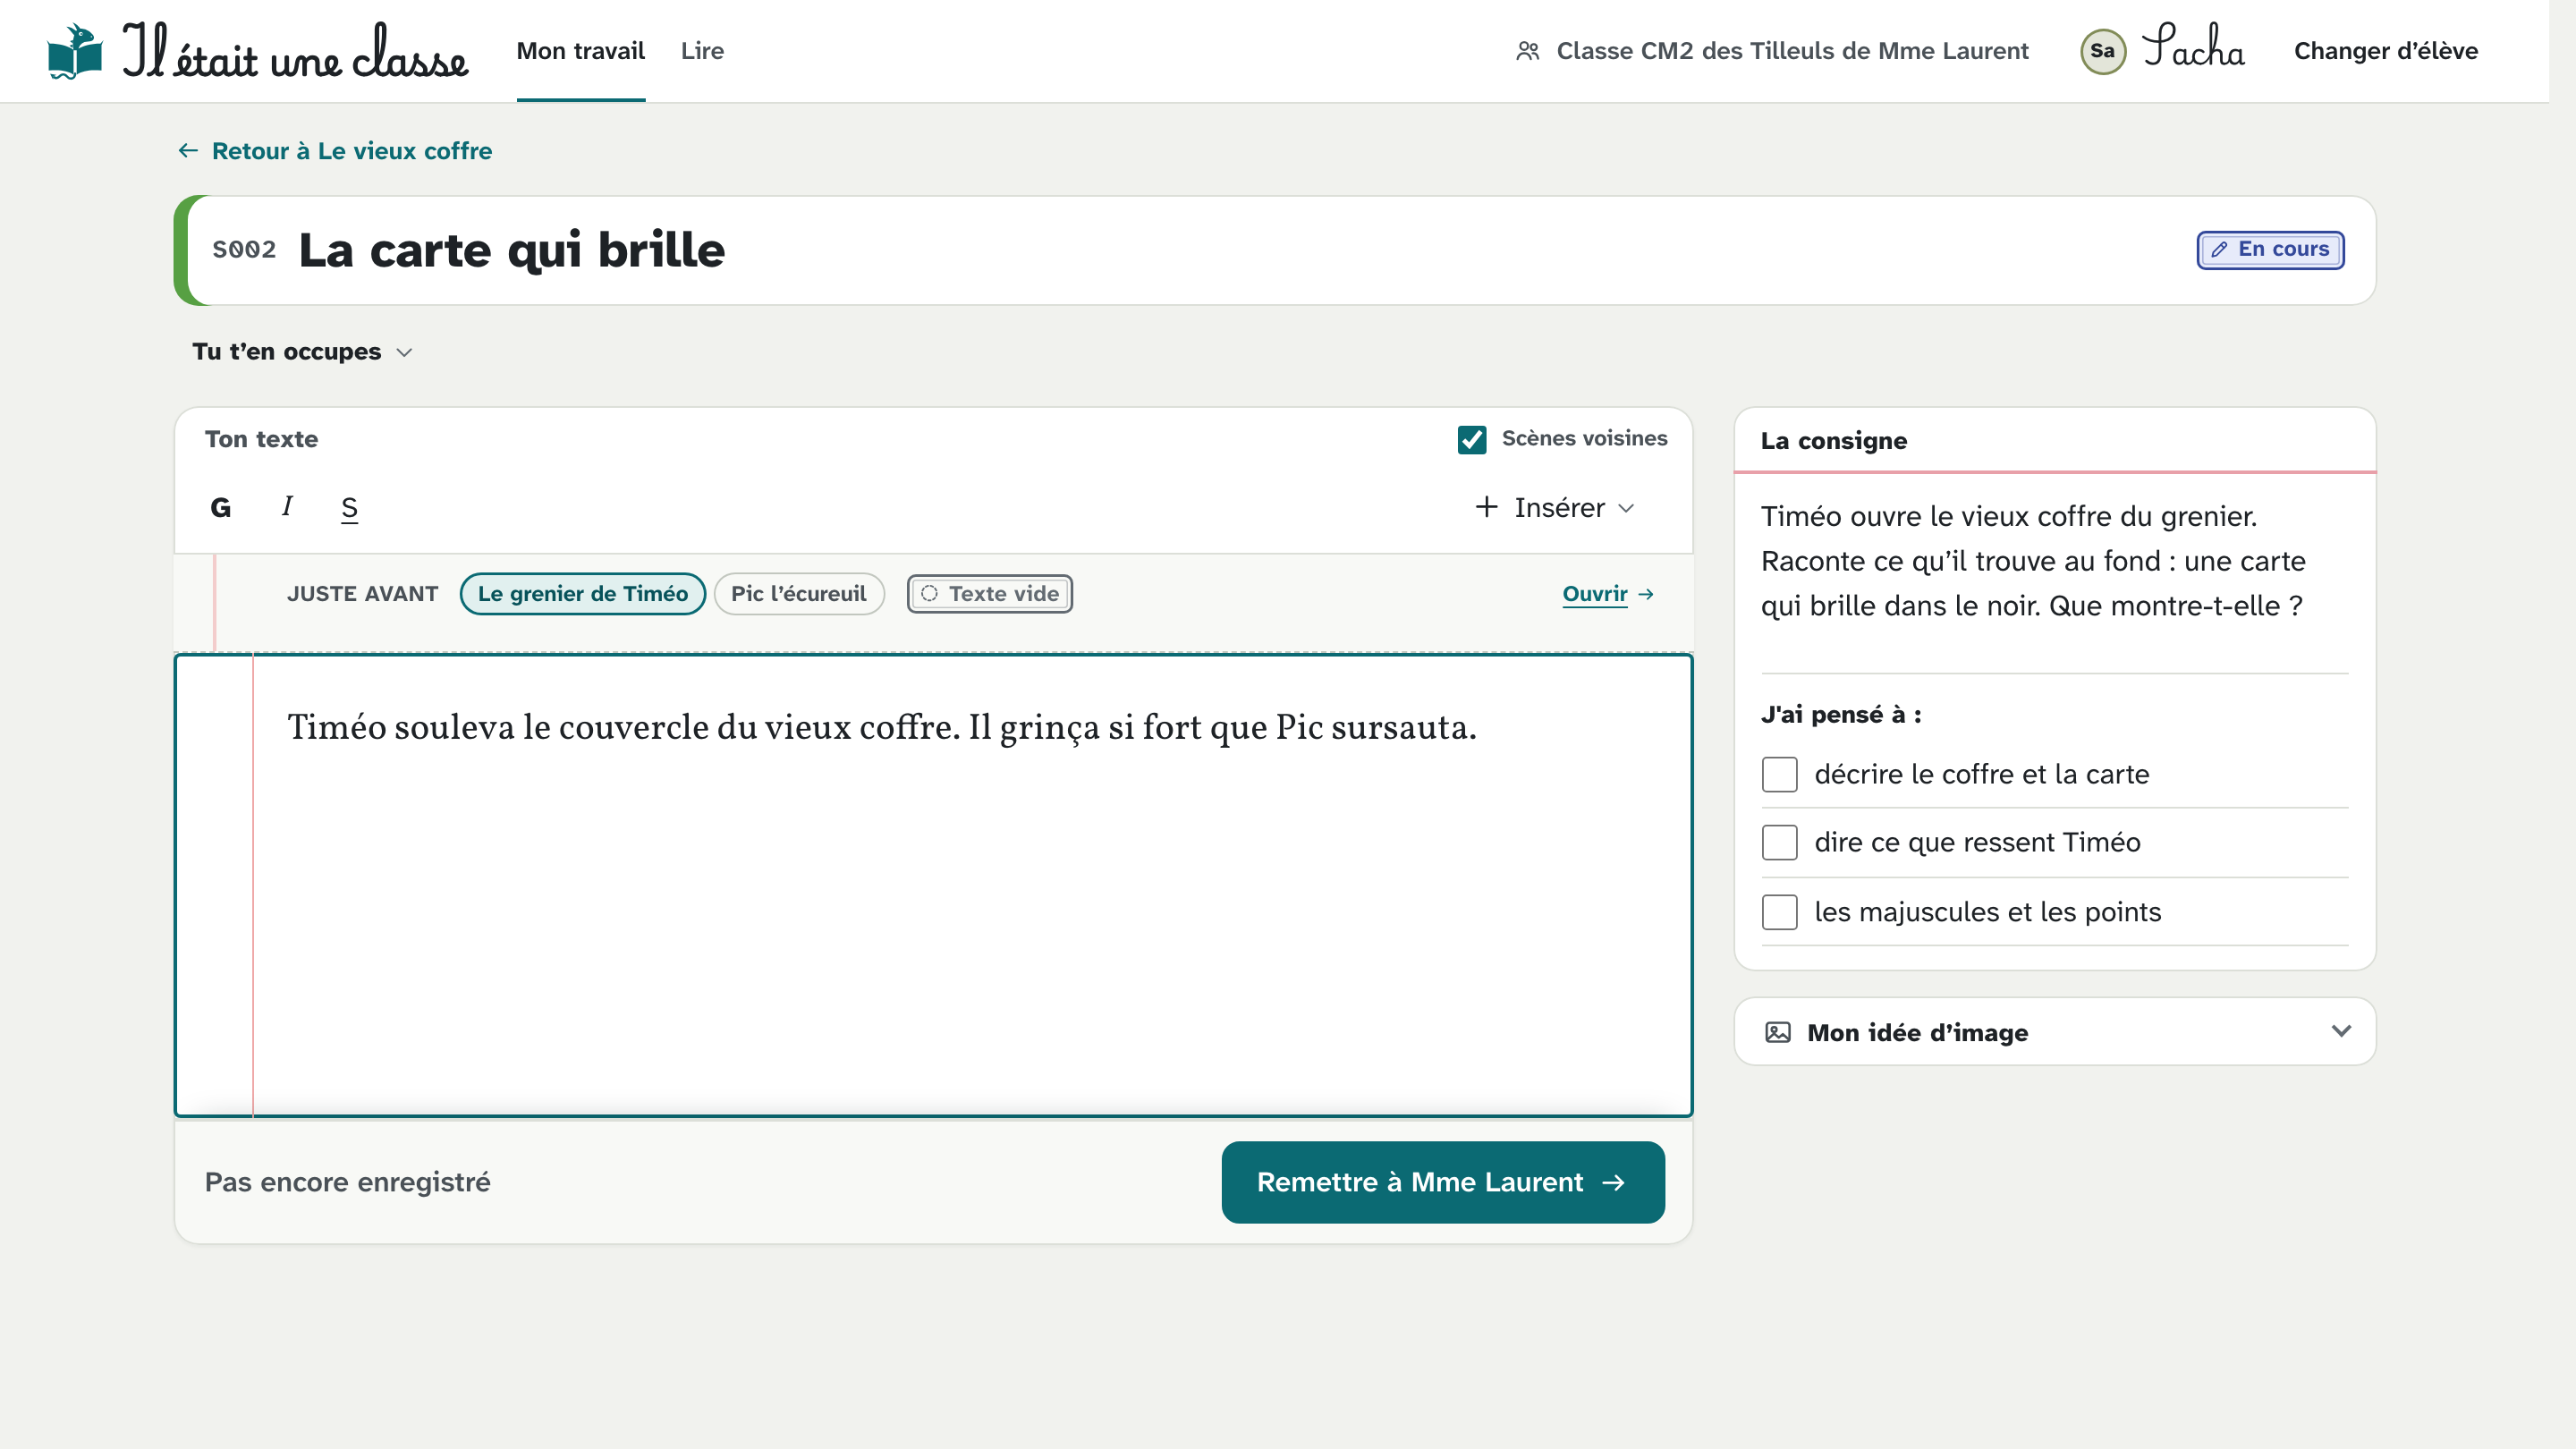 Il était une classe
Mon travail
Lire
Classe CM2 des Tilleuls de Mme Laurent
Sa
Sacha
Changer d’élève
← Retour à Le vieux coffre
S002
La carte qui brille
En cours
Tu t’en occupes
Ton texte
Scènes voisines
G
I
S
+ Insérer
JUSTE AVANT
Le grenier de Timéo
Pic l’écureuil
Texte vide
Ouvrir →
Timéo souleva le couvercle du vieux coffre. Il grinça si fort que Pic sursauta.
Pas encore enregistré
Remettre à Mme Laurent →
La consigne
Timéo ouvre le vieux coffre du grenier.
Raconte ce qu’il trouve au fond : une carte
qui brille dans le noir. Que montre-t-elle ?
J'ai pensé à :
décrire le coffre et la carte
dire ce que ressent Timéo
les majuscules et les points
Mon idée d’image